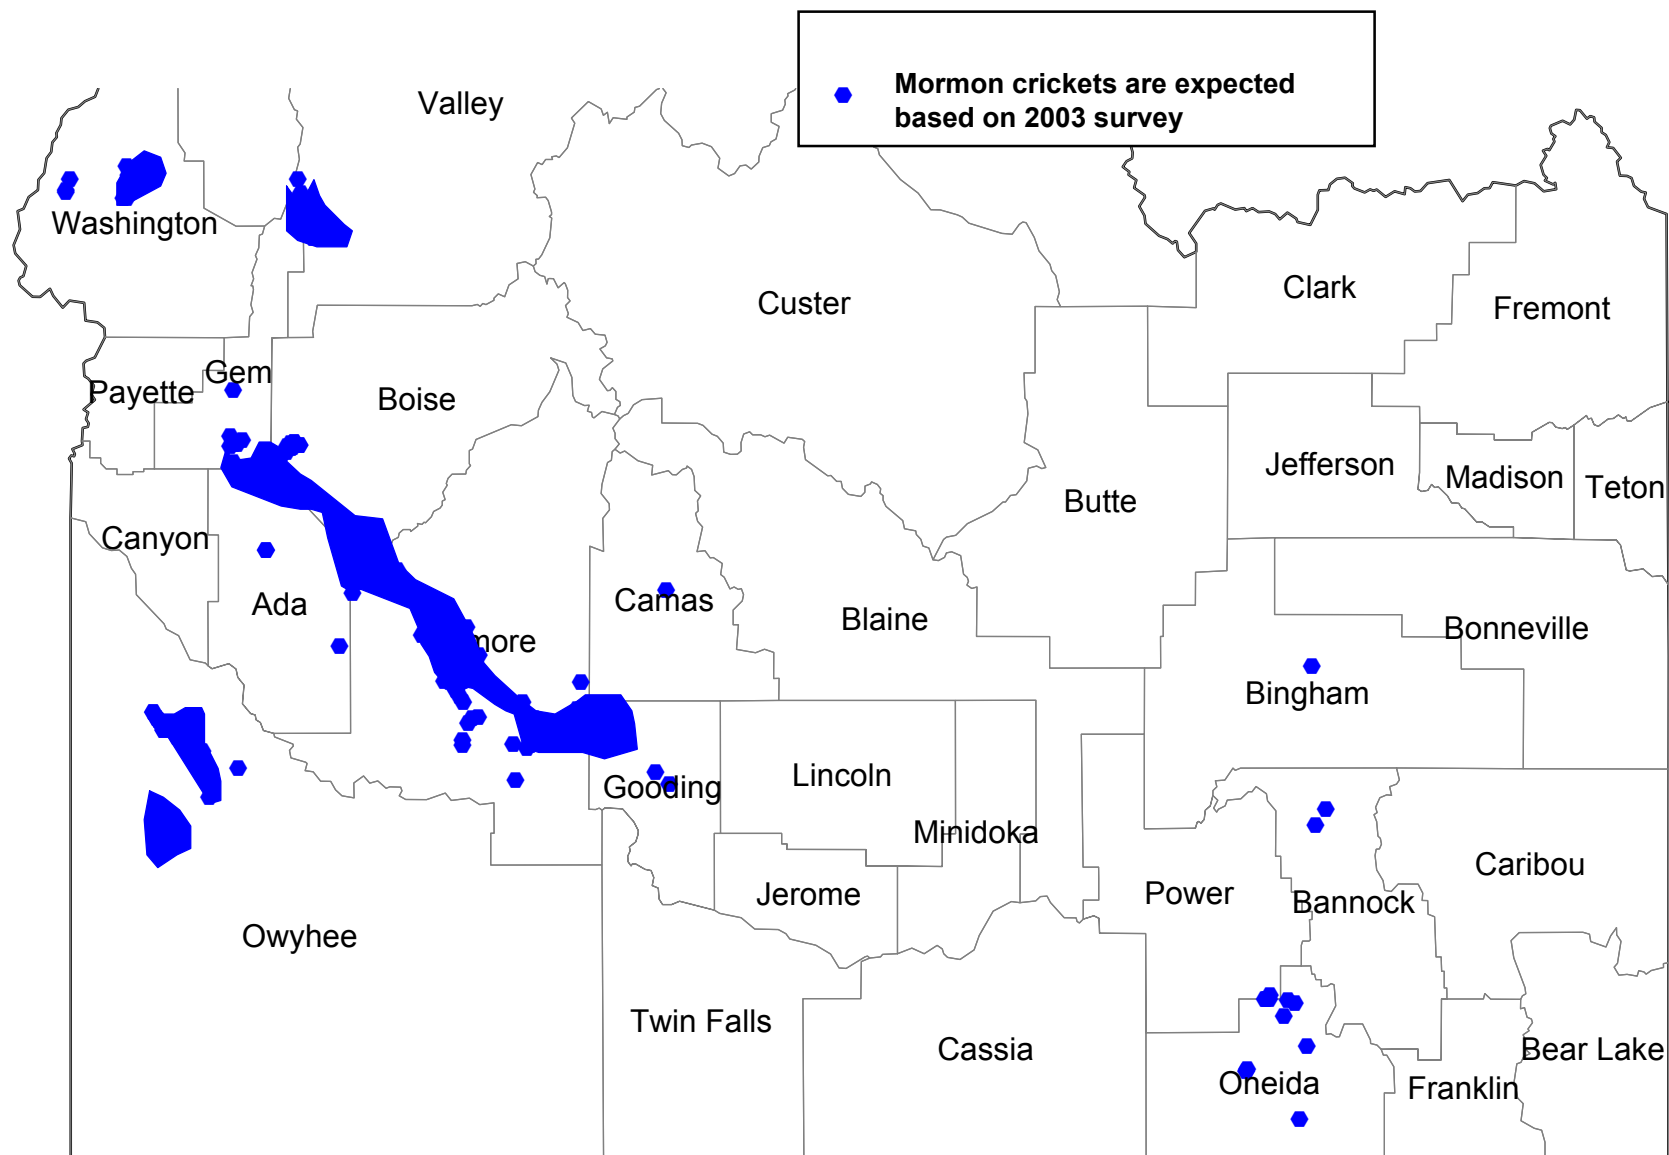 Mormon crickets are expected
based on 2003 survey
Valley
Washington
Custer
Clark
Fremont
Gem
Payette
Boise
Jefferson
Madison
Teton
Butte
Canyon
Ada
Camas
Blaine
more
Bonneville
Bingham
Gooding
Lincoln
Minidoka
Caribou
Jerome
Power
Bannock
Owyhee
Twin Falls
Cassia
Bear Lake
Oneida
Franklin